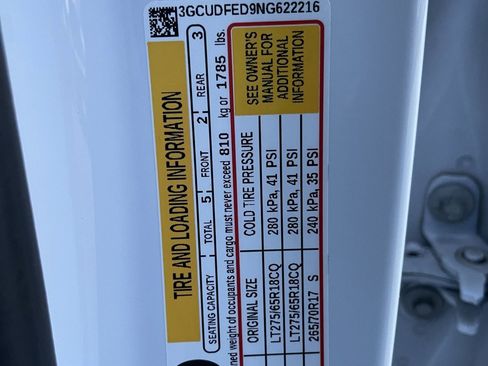 3GCUDFED9NG622216
TIRE AND LOADING INFORMATION
SEATING CAPACITY TOTAL 5 FRONT 2 REAR 3
weight of occupants and cargo must never exceed 810 kg or 1785 lbs.
ORIGINAL SIZE COLD TIRE PRESSURE
LT275/65R18CQ 280 kPa, 41 PSI
LT275/65R18CQ 280 kPa, 41 PSI
265/70R17 S 240 kPa, 35 PSI
SEE OWNER'S
MANUAL FOR
ADDITIONAL
INFORMATION